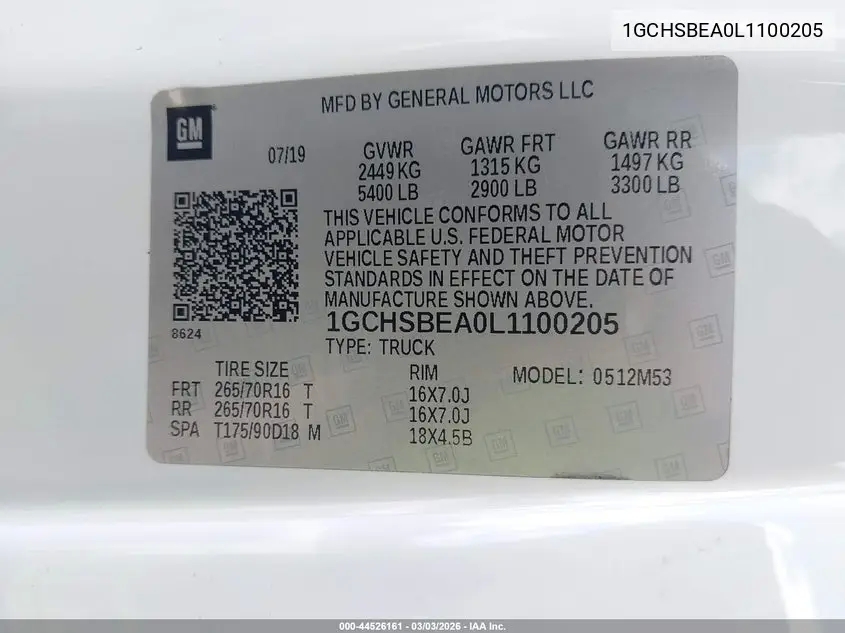 1GCHSBEA0L1100205
MFD BY GENERAL MOTORS LLC
GM
07/19
GVWR GAWR FRT GAWR RR
2449 KG 1315 KG 1497 KG
5400 LB 2900 LB 3300 LB
THIS VEHICLE CONFORMS TO ALL
APPLICABLE U.S. FEDERAL MOTOR
VEHICLE SAFETY AND THEFT PREVENTION
STANDARDS IN EFFECT ON THE DATE OF
MANUFACTURE SHOWN ABOVE.
8624
1GCHSBEA0L1100205
TYPE: TRUCK
TIRE SIZE RIM MODEL: 0512M53
FRT 265/70R16 T 16X7.0J
RR 265/70R16 T 16X7.0J
SPA T175/90D18 M 18X4.5B
000-44526161 - 03/03/2026 - IAA Inc.